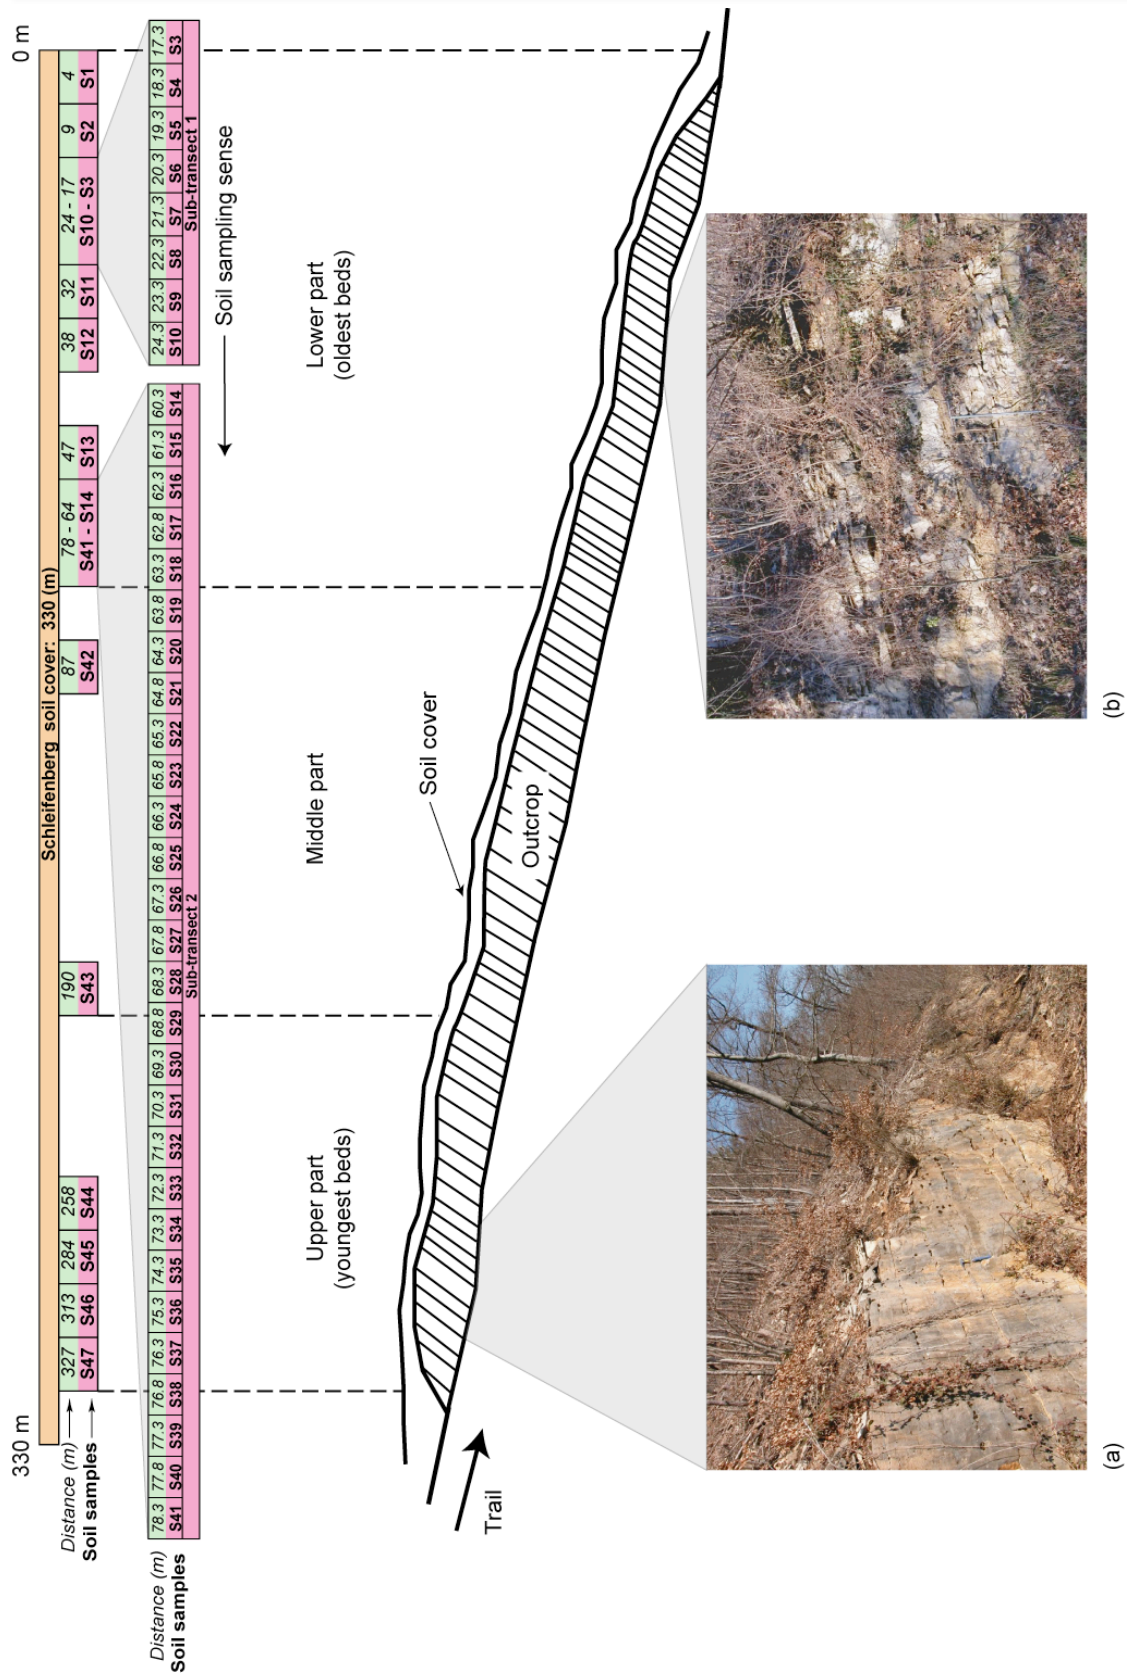 330 m
0 m
Schleifenberg soil cover: 330 (m)
Distance (m)
327 313 284 258 190 87 78 - 64 47 38 32 24 - 17 9 4
Soil samples
S47 S46 S45 S44 S43 S42 S41 - S14 S13 S12 S11 S10 - S3 S2 S1
Distance (m)
78.3 77.8 77.3 76.8 76.3 75.3 74.3 73.3 72.3 71.3 70.3 69.3 68.8 68.3 67.8 67.3 66.8 66.3 65.8 65.3 64.8 64.3 63.8 63.3 62.8 62.3 61.3 60.3 24.3 23.3 22.3 21.3 20.3 19.3 18.3 17.3
Soil samples
S41 S40 S39 S38 S37 S36 S35 S34 S33 S32 S31 S30 S29 S28 S27 S26 S25 S24 S23 S22 S21 S20 S19 S18 S17 S16 S15 S14 S10 S9 S8 S7 S6 S5 S4 S3
Sub-transect 2
Sub-transect 1
Soil sampling sense
Upper part
(youngest beds)
Middle part
Lower part
(oldest beds)
Soil cover
Outcrop
Trail
(a)
(b)